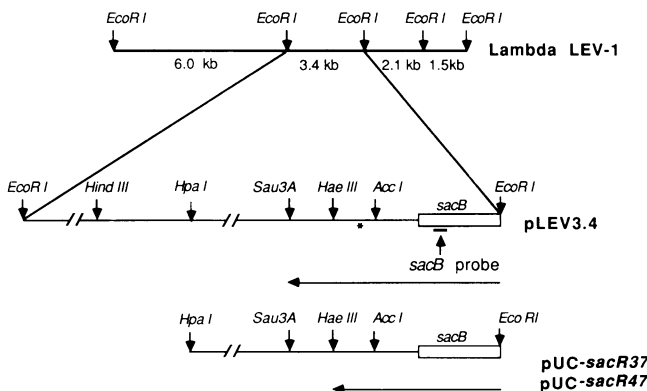 EcoR I EcoR I EcoR I EcoR I EcoR I
Lambda LEV-1
6.0 kb 3.4 kb 2.1 kb 1.5kb
EcoR I Hind III Hpa I Sau3A Hae III Acc I sacB EcoR I
pLEV3.4
*
sacB probe
Hpa I Sau3A Hae III Acc I sacB Eco RI
pUC-sacR37
pUC-sacR47